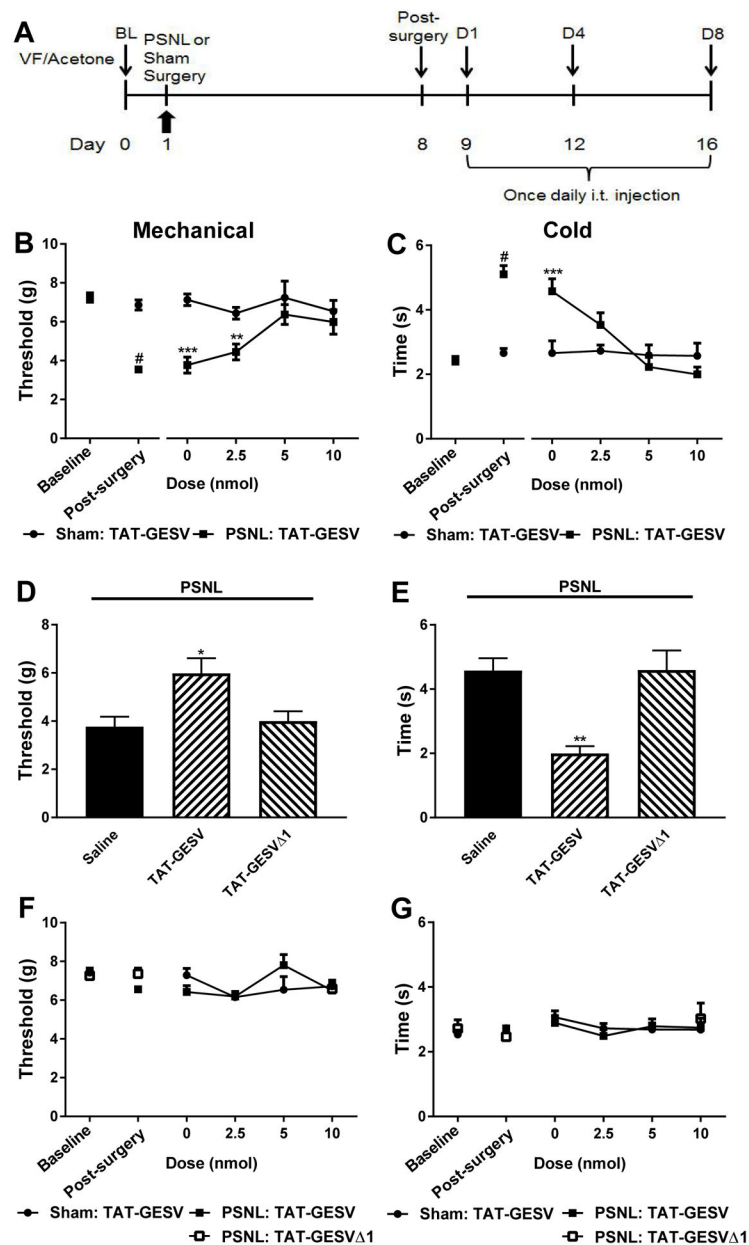 A
BL
VF/Acetone
PSNL or
Sham
Surgery
Post-
surgery
D1
D4
D8
Day 0 1 8 9 12 16
Once daily i.t. injection
B
Mechanical
Threshold (g)
10
8
6
4
2
0
#
***
**
Baseline
Post-surgery
0 2.5 5 10
Dose (nmol)
Sham: TAT-GESV
PSNL: TAT-GESV
C
Cold
Time (s)
6
4
2
0
#
***
Baseline
Post-surgery
0 2.5 5 10
Dose (nmol)
Sham: TAT-GESV
PSNL: TAT-GESV
D
PSNL
Threshold (g)
8
6
4
2
0
*
Saline
TAT-GESV
TAT-GESVΔ1
E
PSNL
Time (s)
6
4
2
0
**
Saline
TAT-GESV
TAT-GESVΔ1
F
Threshold (g)
10
8
6
4
2
0
Baseline
Post-surgery
0 2.5 5 10
Dose (nmol)
Sham: TAT-GESV
PSNL: TAT-GESV
PSNL: TAT-GESVΔ1
G
Time (s)
6
4
2
0
Baseline
Post-surgery
0 2.5 5 10
Dose (nmol)
Sham: TAT-GESV
PSNL: TAT-GESV
PSNL: TAT-GESVΔ1